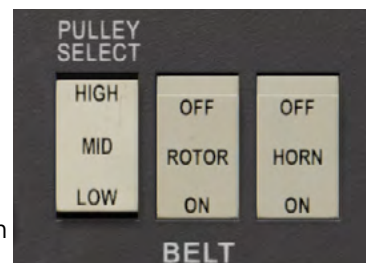 PULLEY
SELECT
HIGH
MID
LOW
OFF
ROTOR
ON
OFF
HORN
ON
BELT
n